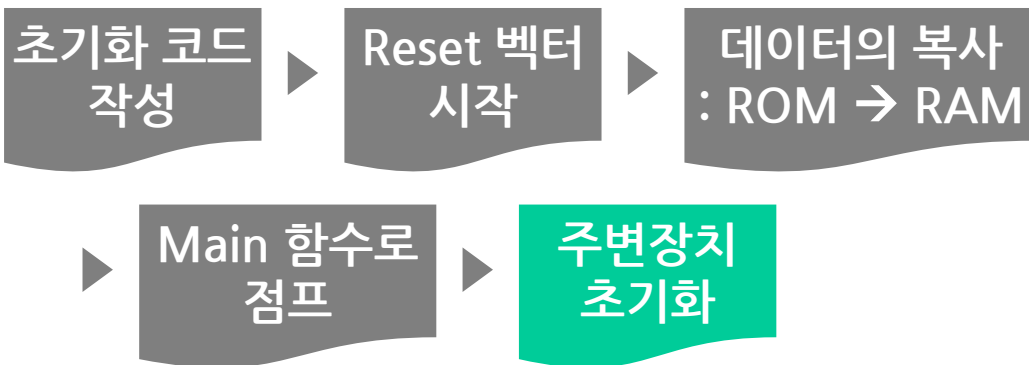 초기화 코드
작성
Reset 벡터
시작
데이터의 복사
: ROM → RAM
Main 함수로
점프
주변장치
초기화